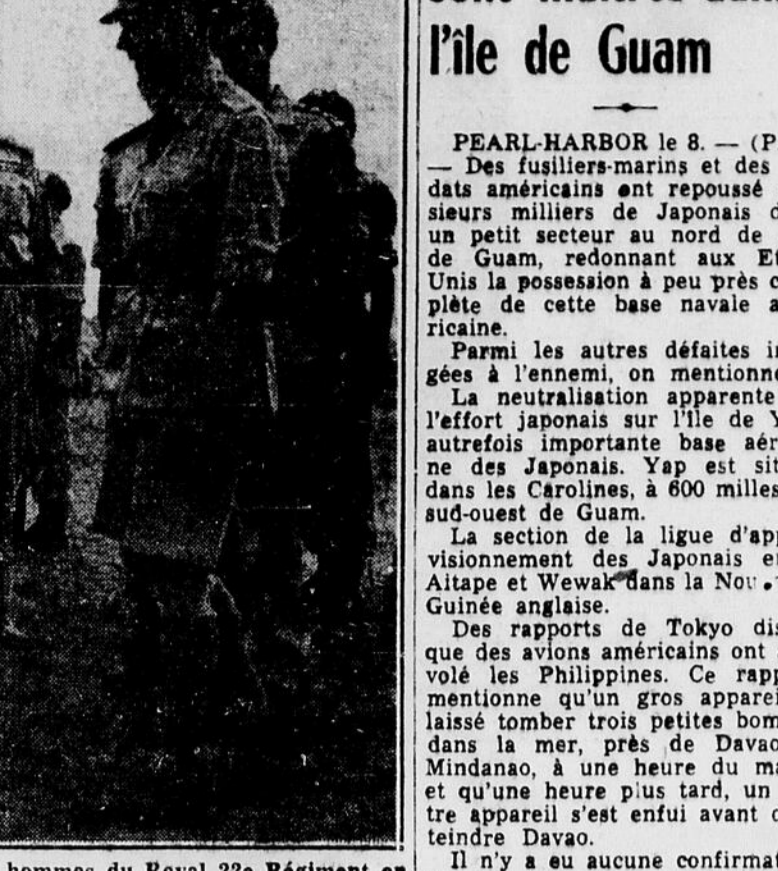 l'île de Guam
PEARL-HARBOR le 8. — (P
— Des fusiliers-marins et des
dats américains ont repoussé
sieurs milliers de Japonais d
un petit secteur au nord de
de Guam, redonnant aux Et
Unis la possession à peu près c
plète de cette base navale a
ricaine.
Parmi les autres défaites in
gées à l'ennemi, on mentionne
La neutralisation apparente
l'effort japonais sur l'île de Y
autrefois importante base aér
ne des Japonais. Yap est sit
dans les Carolines, à 600 milles
sud-ouest de Guam.
La section de la ligue d'app
visionnement des Japonais e
Aitape et Wewak dans la Nou
Guinée anglaise.
Des rapports de Tokyo dis
que des avions américains ont
volé les Philippines. Ce rapp
mentionne qu'un gros apparei
laissé tomber trois petites bom
dans la mer, près de Davao
Mindanao, à une heure du ma
et qu'une heure plus tard, un
tre appareil s'est enfui avant d
teindre Davao.
Il n'y a eu aucune confirmat
hommes du Royal 22e Régiment en